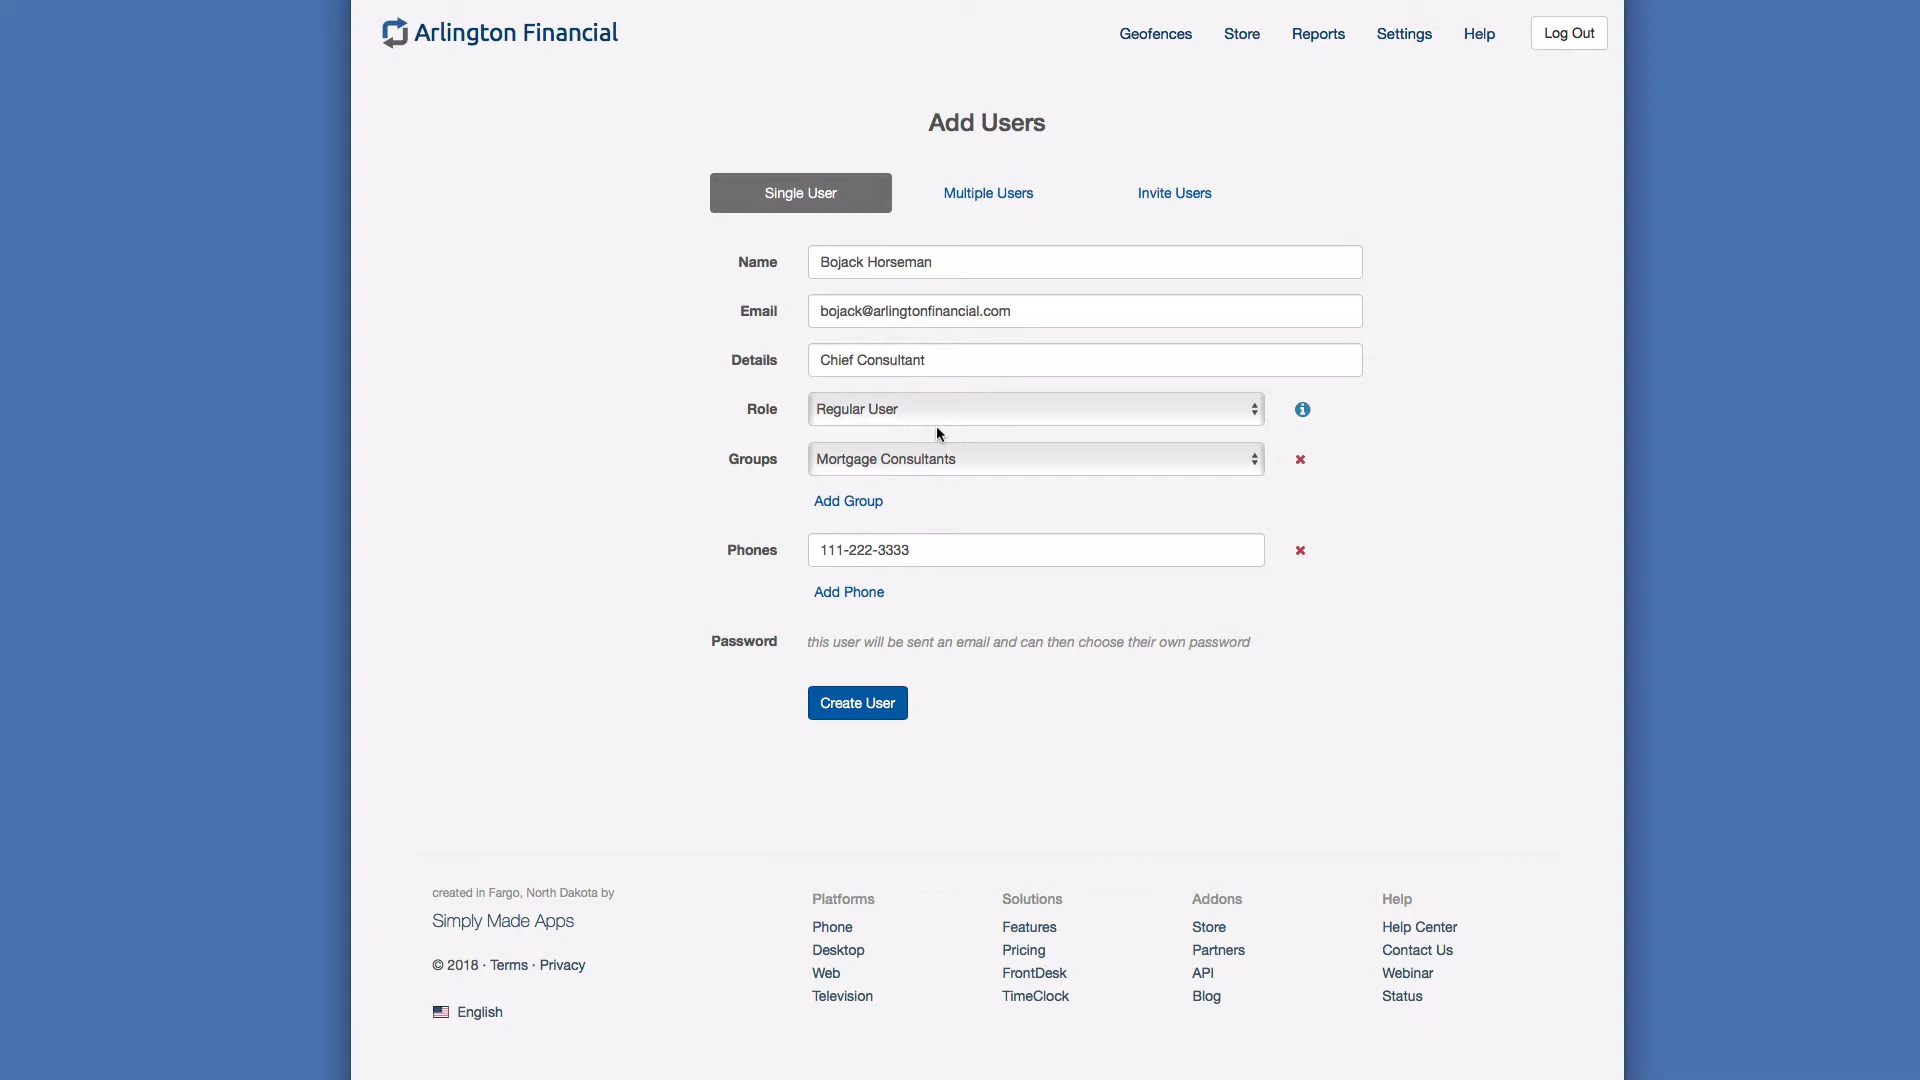 Arlington Financial
Geofences Store Reports Settings Help Log Out
Add Users
Single User Multiple Users Invite Users
Name Bojack Horseman
Email bojack@arlingtonfinancial.com
Details Chief Consultant
Role Regular User
Groups Mortgage Consultants
Add Group
Phones 111-222-3333
Add Phone
Password this user will be sent an email and can then choose their own password
Create User
created in Fargo, North Dakota by
Simply Made Apps
© 2018 · Terms · Privacy
English
Platforms
Phone
Desktop
Web
Television
Solutions
Features
Pricing
FrontDesk
TimeClock
Addons
Store
Partners
API
Blog
Help
Help Center
Contact Us
Webinar
Status